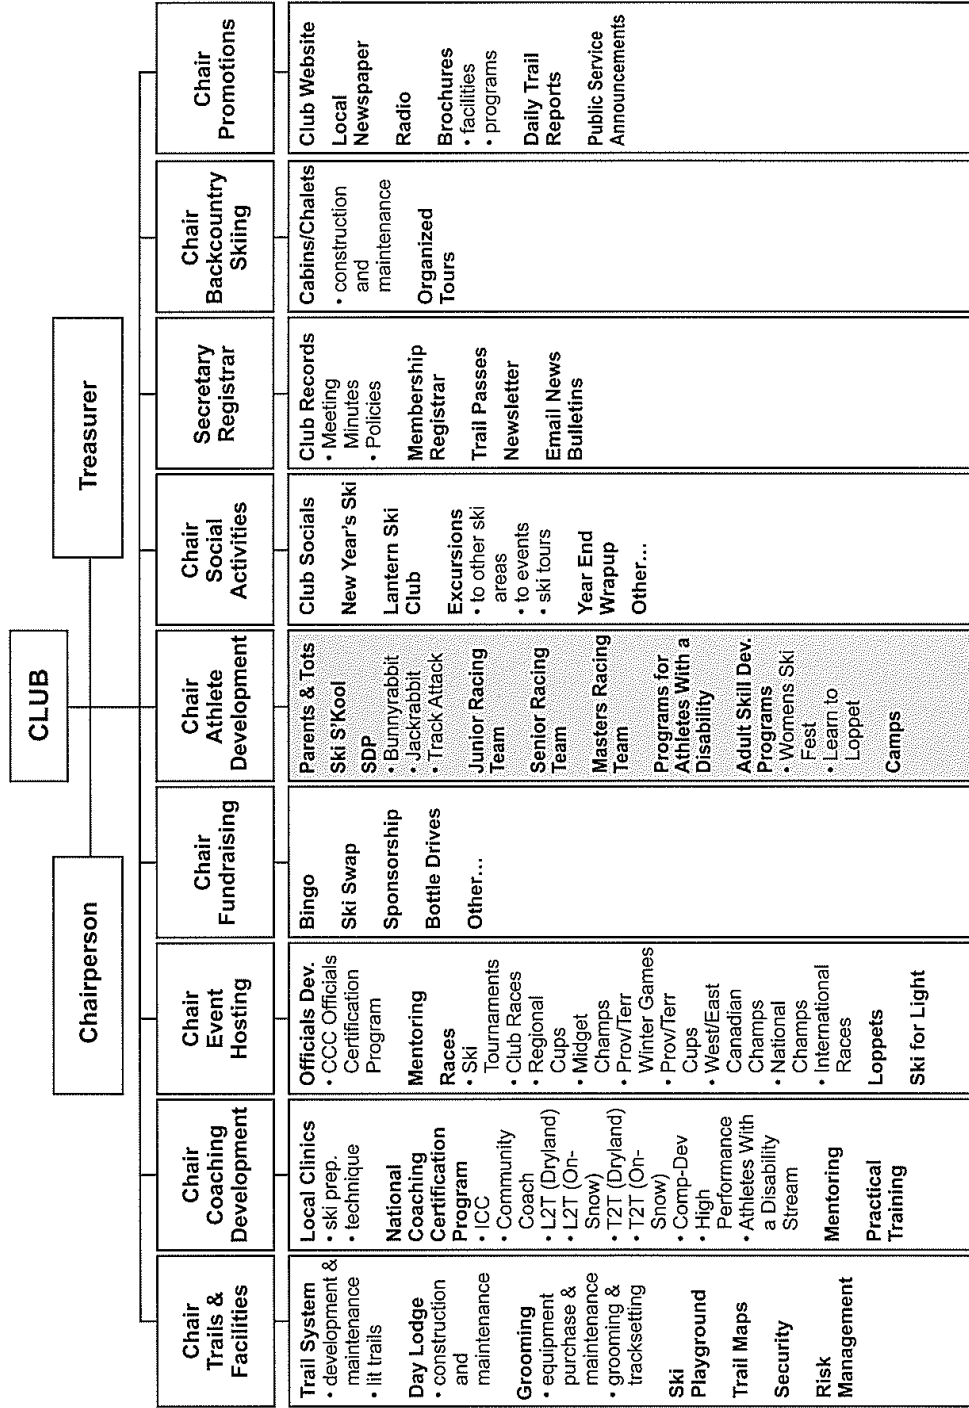 CLUB
Chairperson
Treasurer
Chair
Trails &
Facilities
Trail System
• development &
maintenance
• lit trails
Day Lodge
• construction
and
maintenance
Grooming
• equipment
purchase &
maintenance
• grooming &
tracksetting
Ski
Playground
Trail Maps
Security
Risk
Management
Chair
Coaching
Development
Local Clinics
• ski prep.
• technique
National
Coaching
Certification
Program
• ICC
• Community
Coach
• L2T (Dryland)
• L2T (On-
Snow)
• T2T (Dryland)
• T2T (On-
Snow)
• Comp-Dev
• High
Performance
• Athletes With
a Disability
Stream
Mentoring
Practical
Training
Chair
Event
Hosting
Officials Dev.
• CCC Officials
Certification
Program
Mentoring
Races
• Ski
Tournaments
• Club Races
• Regional
Cups
• Midget
Champs
• Prov/Terr
Winter Games
• Prov/Terr
Cups
• West/East
Canadian
Champs
• National
Champs
• International
Races
Loppets
Ski for Light
Chair
Fundraising
Bingo
Ski Swap
Sponsorship
Bottle Drives
Other...
Chair
Athlete
Development
Parents & Tots
Ski S'Kool
SDP
• Bunnyrabbit
• Jackrabbit
• Track Attack
Junior Racing
Team
Senior Racing
Team
Masters Racing
Team
Programs for
Athletes With a
Disability
Adult Skill Dev.
Programs
• Womens Ski
Fest
• Learn to
Loppet
Camps
Chair
Social
Activities
Club Socials
New Year's Ski
Lantern Ski
Club
Excursions
• to other ski
areas
• to events
• ski tours
Year End
Wrapup
Other...
Secretary
Registrar
Club Records
• Meeting
Minutes
• Policies
Membership
Registrar
Trail Passes
Newsletter
Email News
Bulletins
Chair
Backcountry
Skiing
Cabins/Chalets
• construction
and
maintenance
Organized
Tours
Chair
Promotions
Club Website
Local
Newspaper
Radio
Brochures
• facilities
• programs
Daily Trail
Reports
Public Service
Announcements